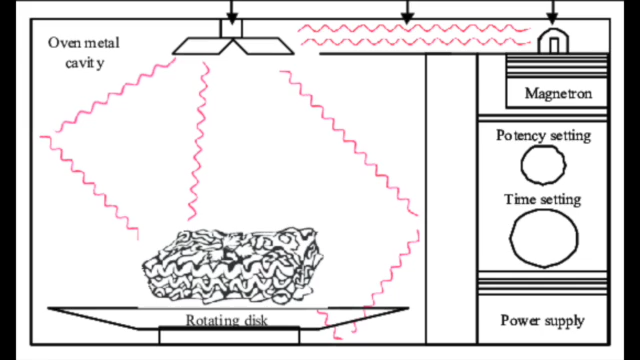 Oven metal
cavity
Magnetron
Potency setting
Time setting
Rotating disk
Power supply